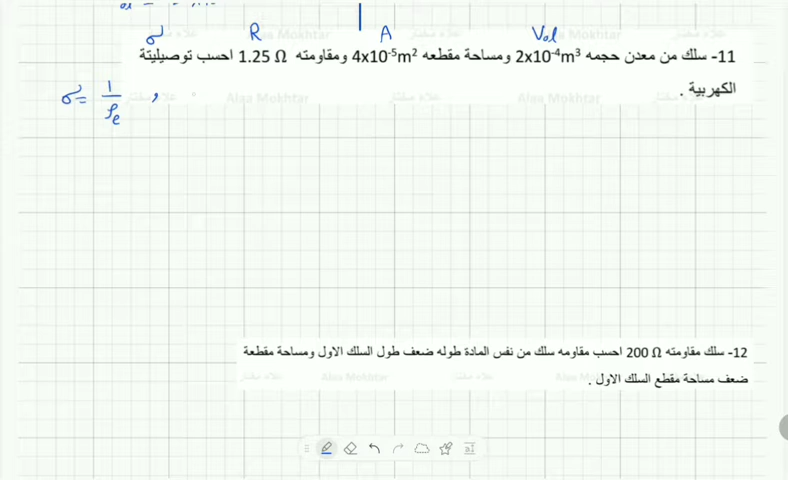 σ R A Vol
11- سلك من معدن حجمه 2x10⁻⁴m³ ومساحة مقطعه 4x10⁻⁵m² ومقاومته 1.25 Ω احسب توصيليتة
الكهربية .
σ = 1/ρe ,
12- سلك مقاومته 200 Ω احسب مقاومه سلك من نفس المادة طوله ضعف طول السلك الاول ومساحة مقطعة
ضعف مساحة مقطع السلك الاول .